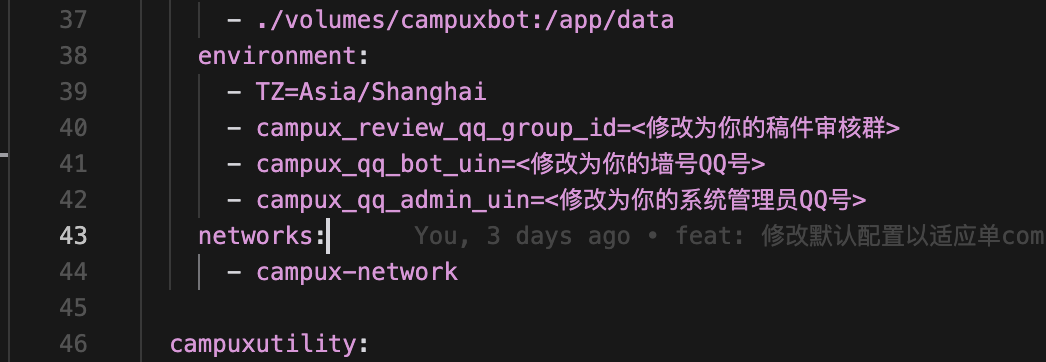 37 - ./volumes/campuxbot:/app/data
38 environment:
39 - TZ=Asia/Shanghai
40 - campux_review_qq_group_id=<修改为你的稿件审核群>
41 - campux_qq_bot_uin=<修改为你的墙号QQ号>
42 - campux_qq_admin_uin=<修改为你的系统管理员QQ号>
43 networks: You, 3 days ago • feat: 修改默认配置以适应单com
44 - campux-network
45
46 campuxutility: